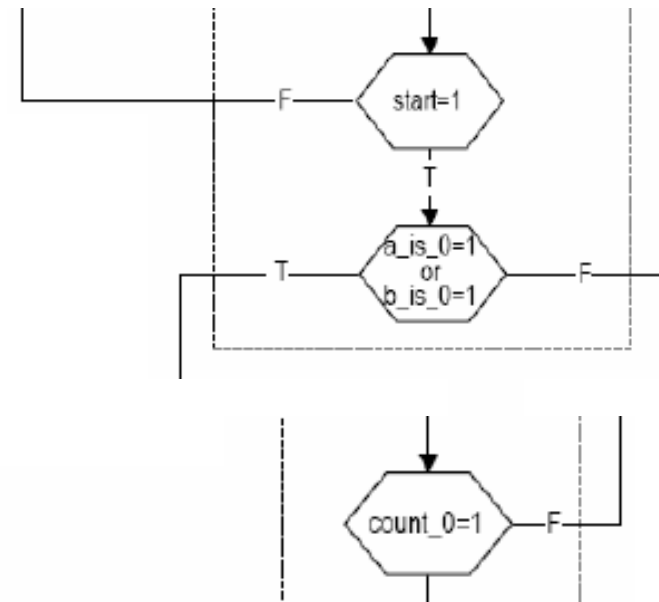 F
start=1
T
T
a_is_0=1
or
b_is_0=1
F
count_0=1
F